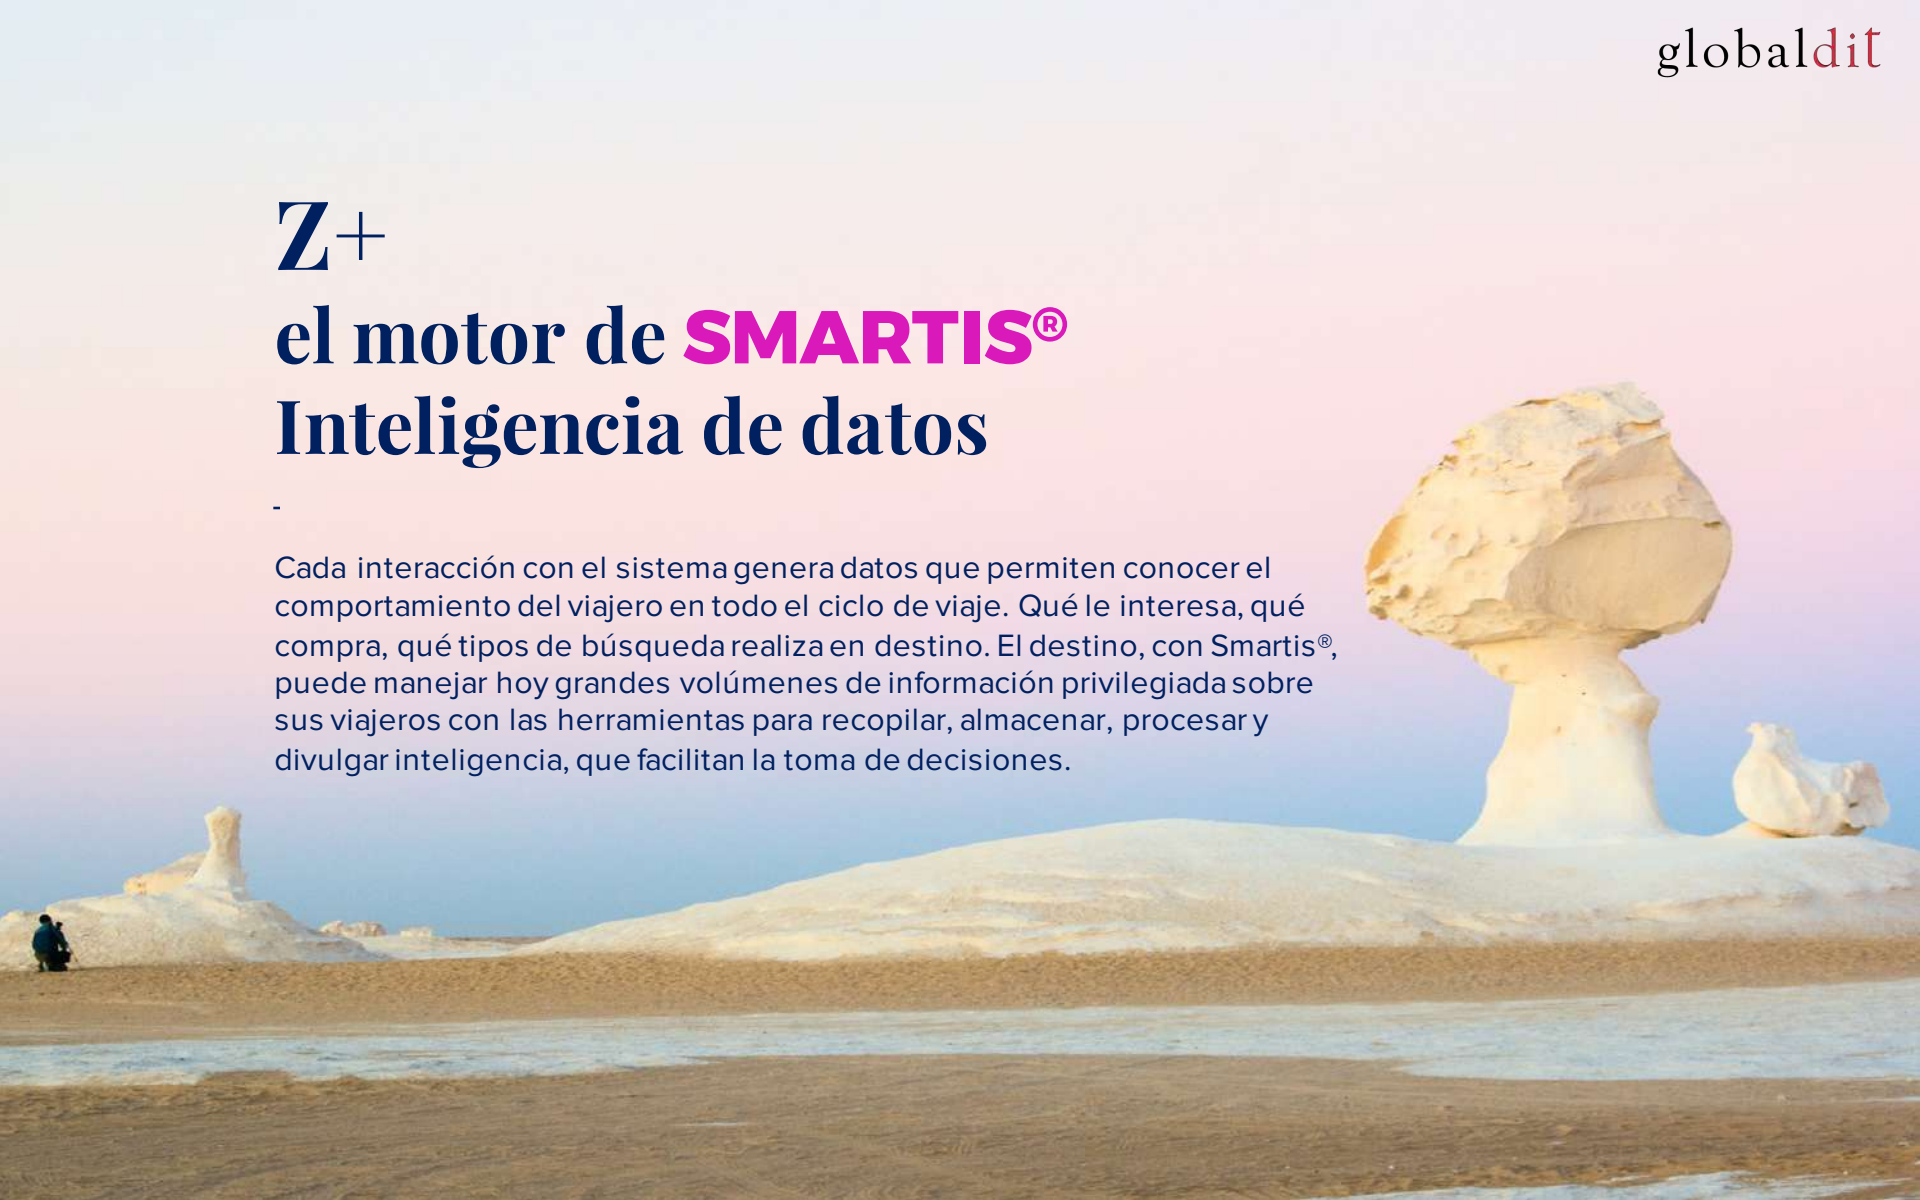 globaldit
Z+
el motor de SMARTIS®
Inteligencia de datos
-
Cada interacción con el sistema genera datos que permiten conocer el
comportamiento del viajero en todo el ciclo de viaje. Qué le interesa, qué
compra, qué tipos de búsqueda realiza en destino. El destino, con Smartis®,
puede manejar hoy grandes volúmenes de información privilegiada sobre
sus viajeros con las herramientas para recopilar, almacenar, procesar y
divulgar inteligencia, que facilitan la toma de decisiones.